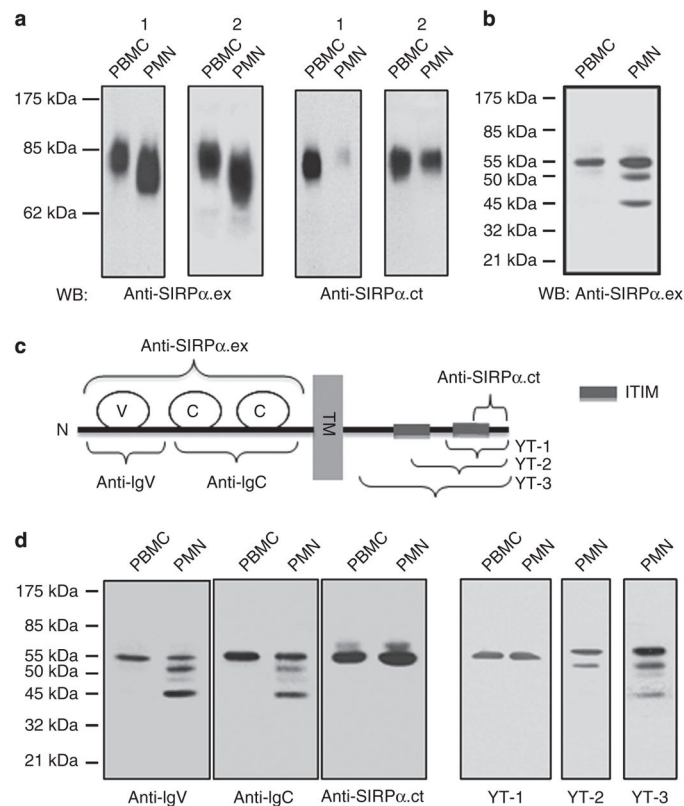 a
1
2
1
2
PBMC
PMN
PBMC
PMN
PBMC
PMN
PBMC
PMN
175 kDa
85 kDa
62 kDa
WB:
Anti-SIRPα.ex
Anti-SIRPα.ct
b
PBMC
PMN
175 kDa
85 kDa
55 kDa
50 kDa
45 kDa
32 kDa
21 kDa
WB: Anti-SIRPα.ex
c
Anti-SIRPα.ex
Anti-SIRPα.ct
ITIM
N
V
C
C
TM
YT-1
YT-2
YT-3
Anti-IgV
Anti-IgC
d
PBMC
PMN
PBMC
PMN
PBMC
PMN
PBMC
PMN
PMN
PMN
175 kDa
85 kDa
55 kDa
50 kDa
45 kDa
32 kDa
21 kDa
Anti-IgV
Anti-IgC
Anti-SIRPα.ct
YT-1
YT-2
YT-3